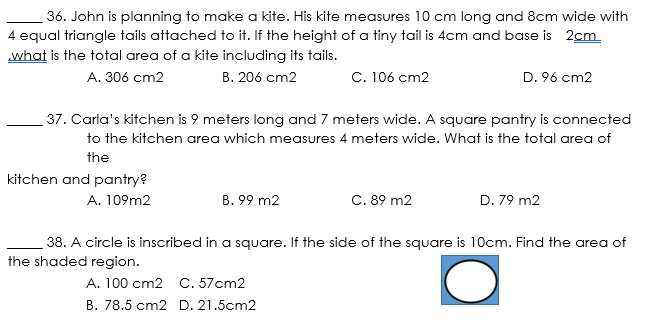 _____ 36. John is planning to make a kite. His kite measures 10 cm long and 8cm wide with
4 equal triangle tails attached to it. If the height of a tiny tail is 4cm and base is 2cm
,what is the total area of a kite including its tails.
A. 306 cm2 B. 206 cm2 C. 106 cm2 D. 96 cm2
_____ 37. Carla's kitchen is 9 meters long and 7 meters wide. A square pantry is connected
to the kitchen area which measures 4 meters wide. What is the total area of
the
kitchen and pantry?
A. 109m2 B. 99 m2 C. 89 m2 D. 79 m2
_____ 38. A circle is inscribed in a square. If the side of the square is 10cm. Find the area of
the shaded region.
A. 100 cm2 C. 57cm2
B. 78.5 cm2 D. 21.5cm2